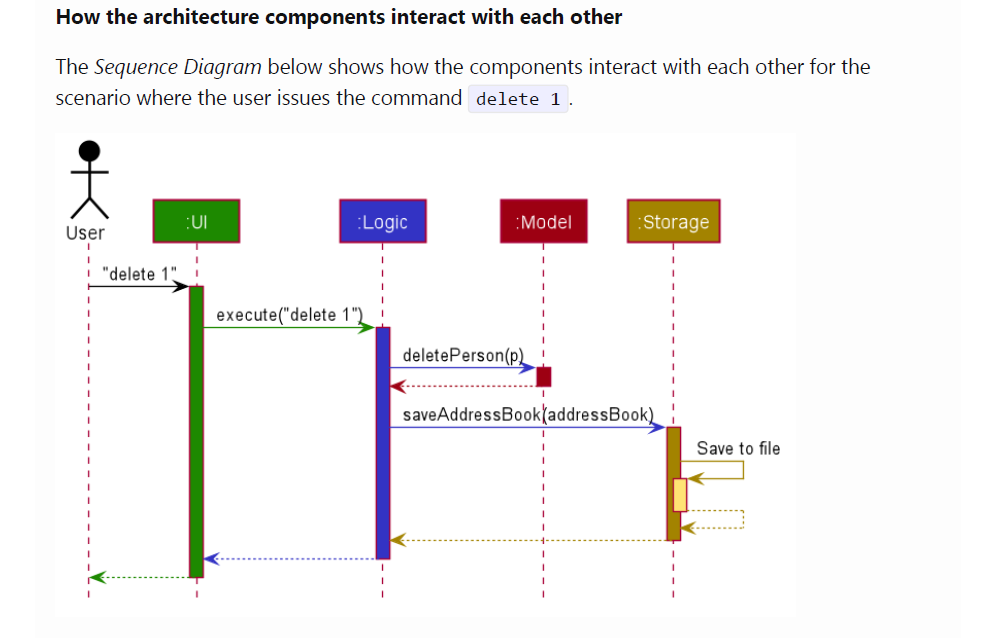 How the architecture components interact with each other
The Sequence Diagram below shows how the components interact with each other for the
scenario where the user issues the command delete 1.
User
:UI
:Logic
:Model
:Storage
"delete 1"
execute("delete 1")
deletePerson(p)
saveAddressBook(addressBook)
Save to file